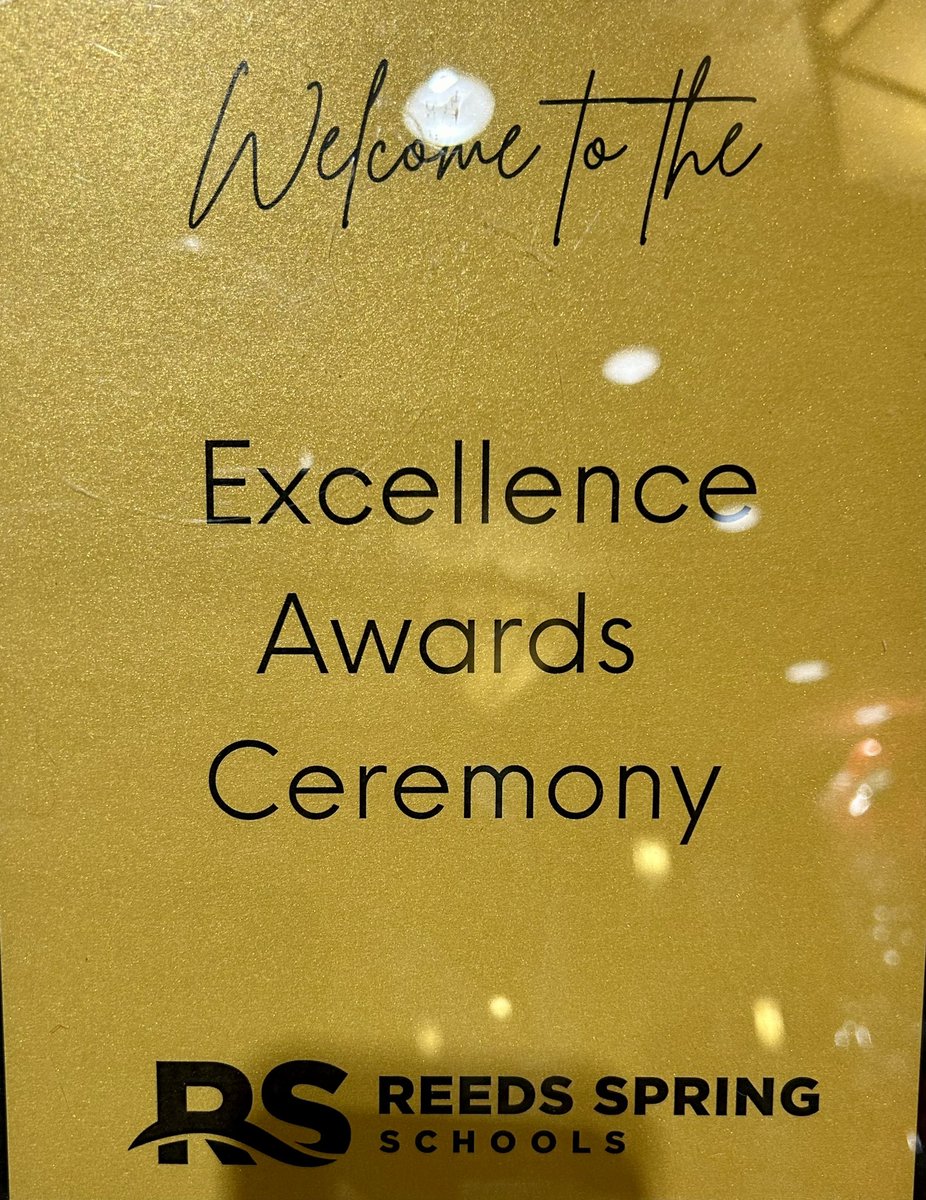 Welcome to the
Excellence
Awards
Ceremony
RS REEDS SPRING
SCHOOLS